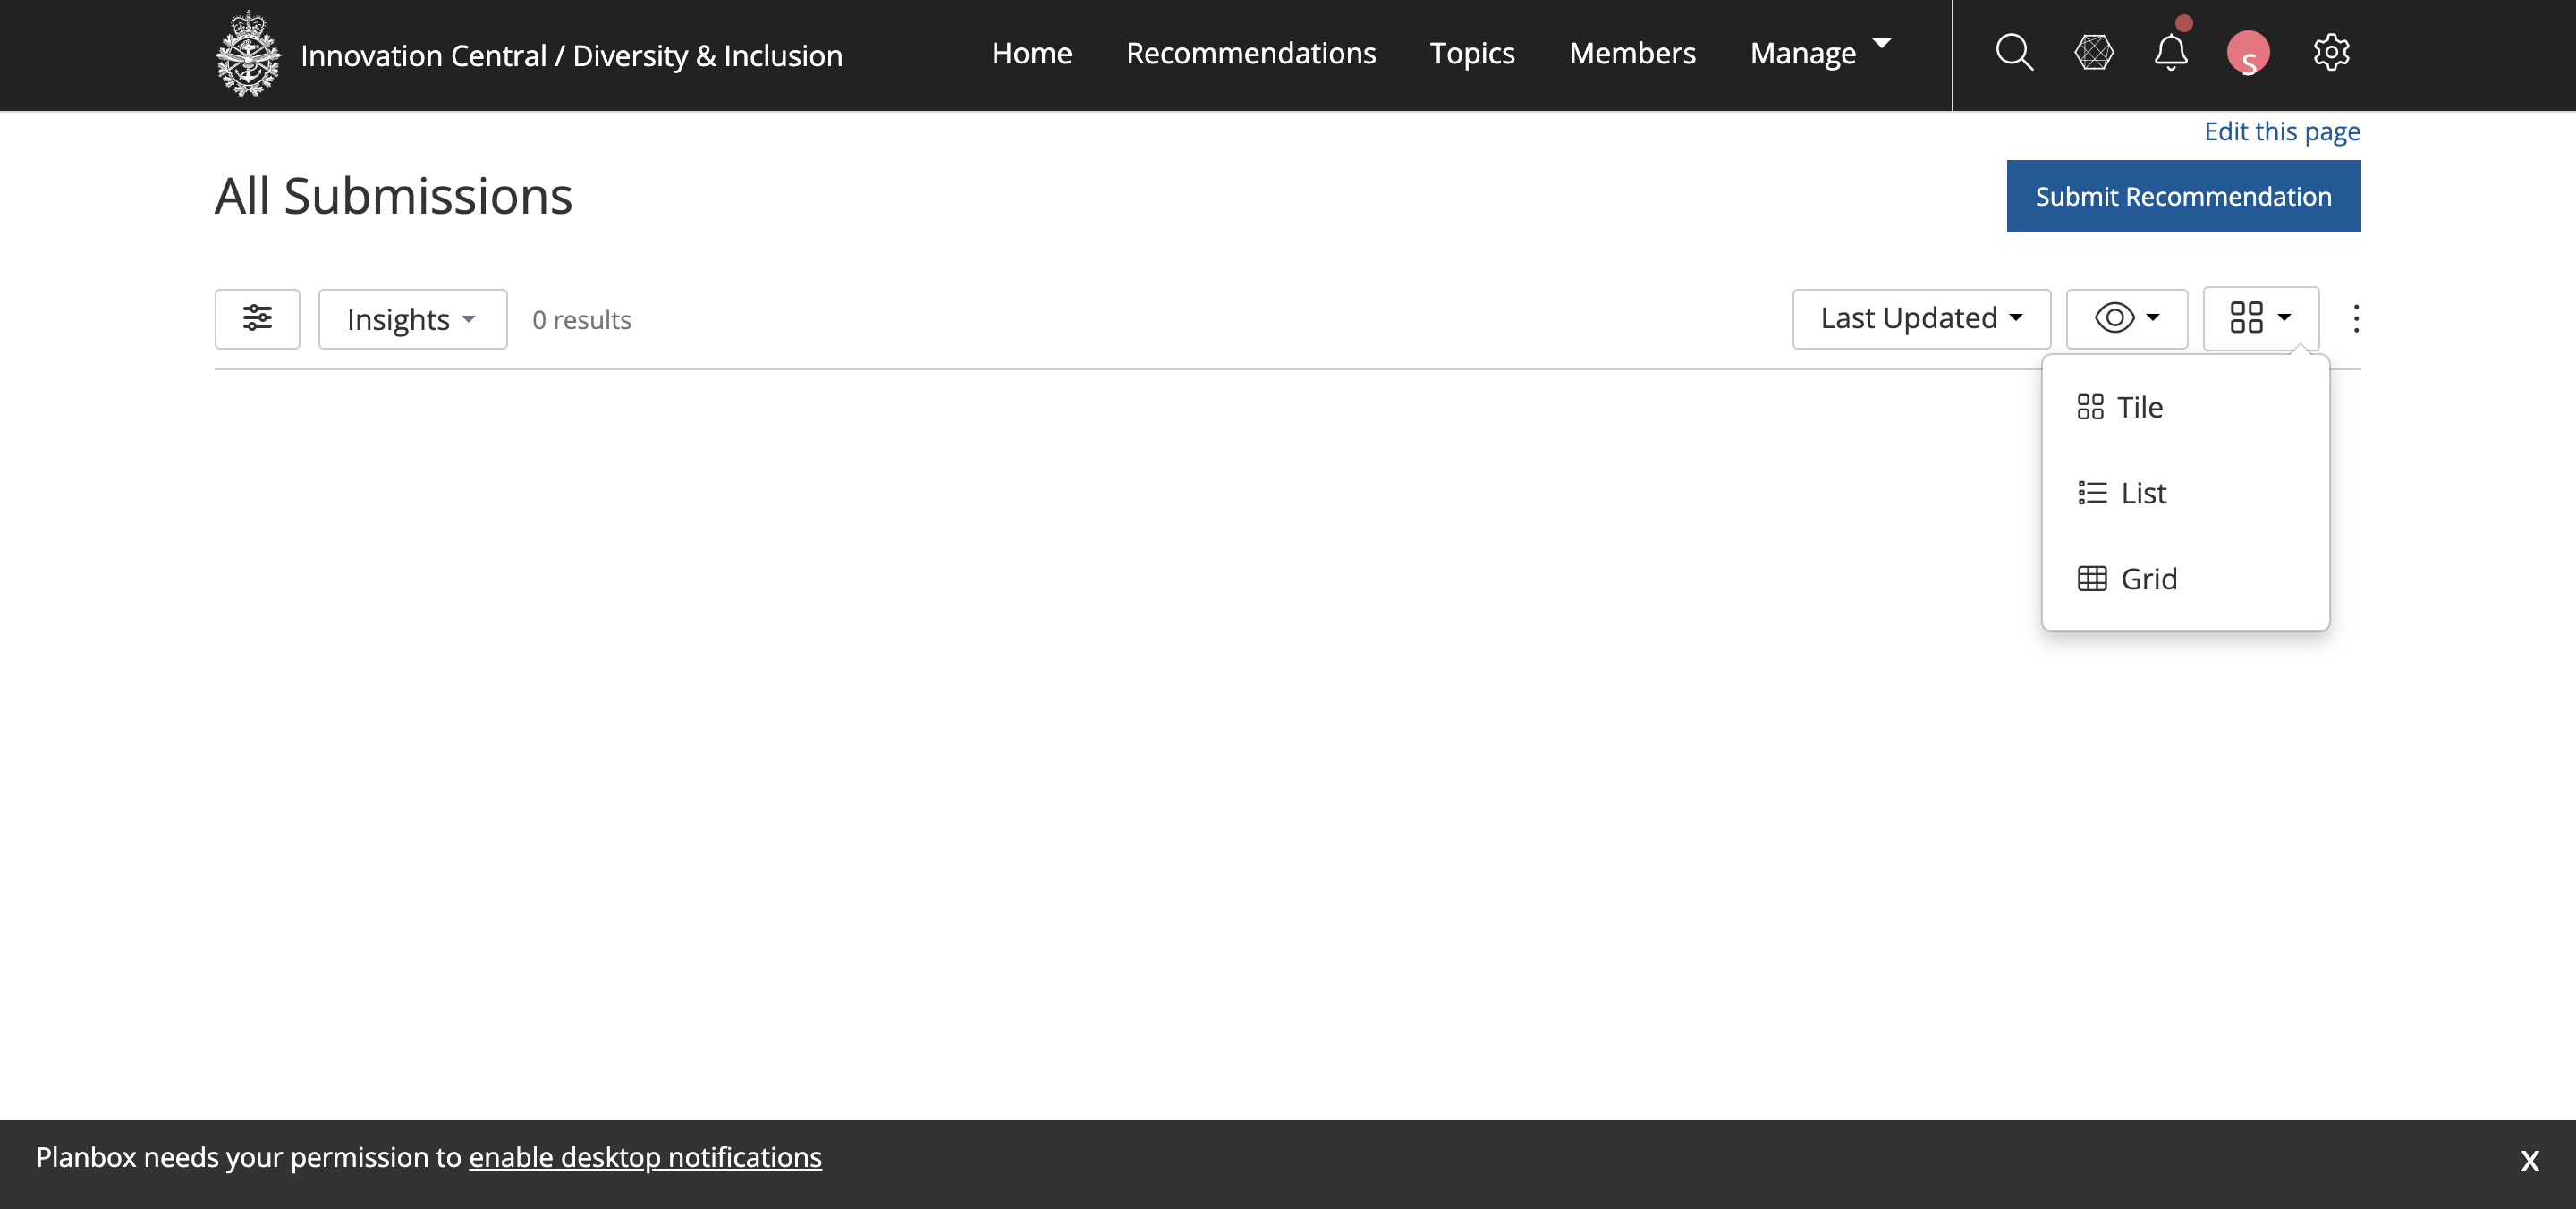 Innovation Central / Diversity & Inclusion
Home
Recommendations
Topics
Members
Manage
S
Edit this page
All Submissions
Submit Recommendation
Insights
0 results
Last Updated
Tile
List
Grid
Planbox needs your permission to enable desktop notifications
X